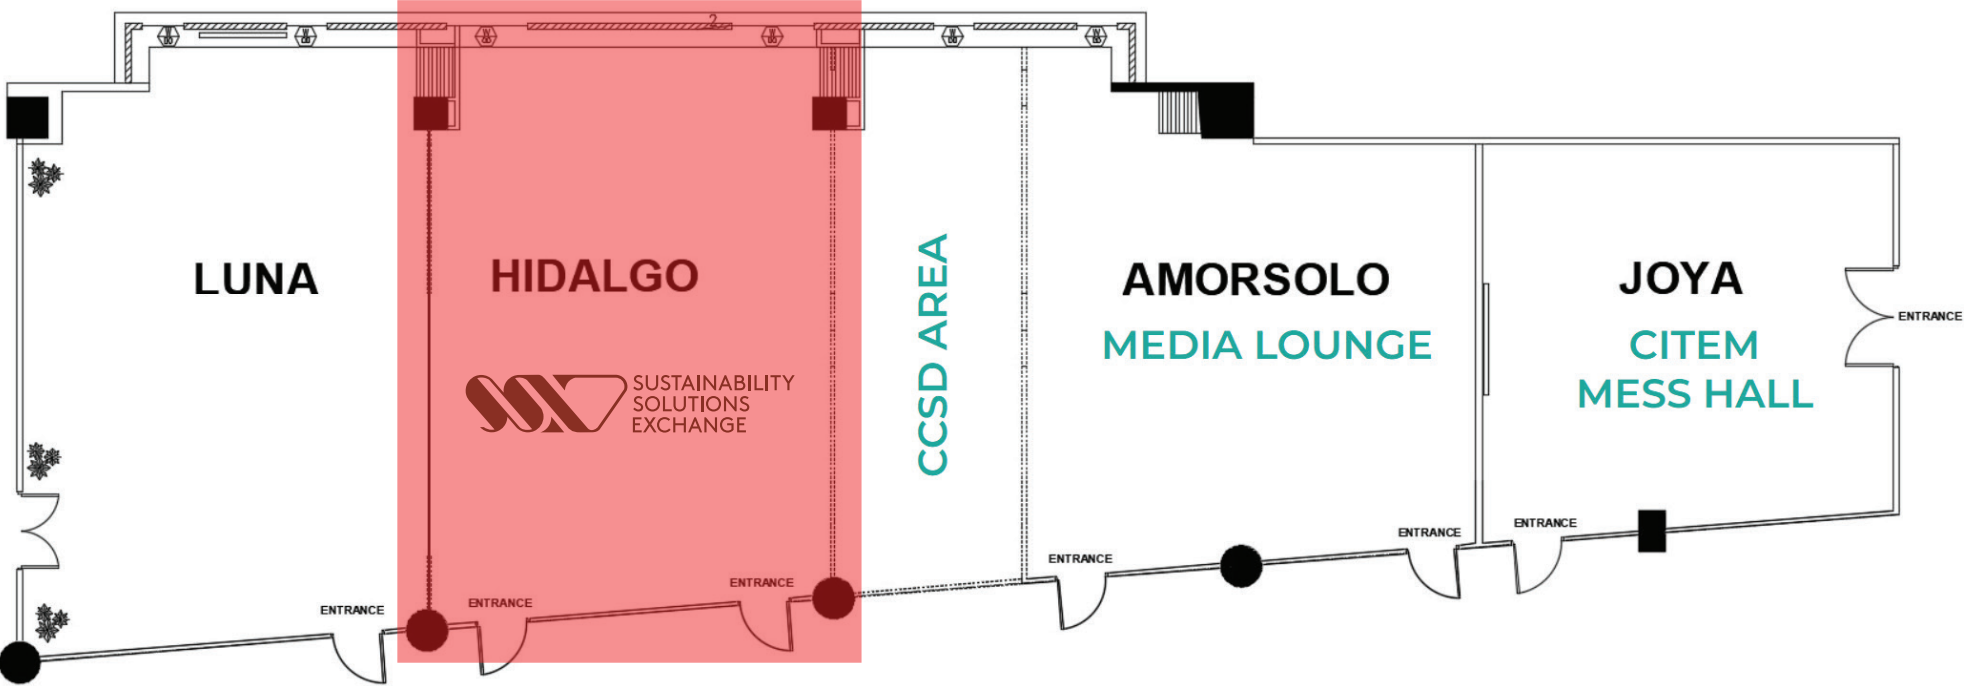 2
LUNA
HIDALGO
SUSTAINABILITY
SOLUTIONS
EXCHANGE
CCSD AREA
AMORSOLO
MEDIA LOUNGE
JOYA
CITEM
MESS HALL
ENTRANCE
ENTRANCE
ENTRANCE
ENTRANCE
ENTRANCE
ENTRANCE
ENTRANCE